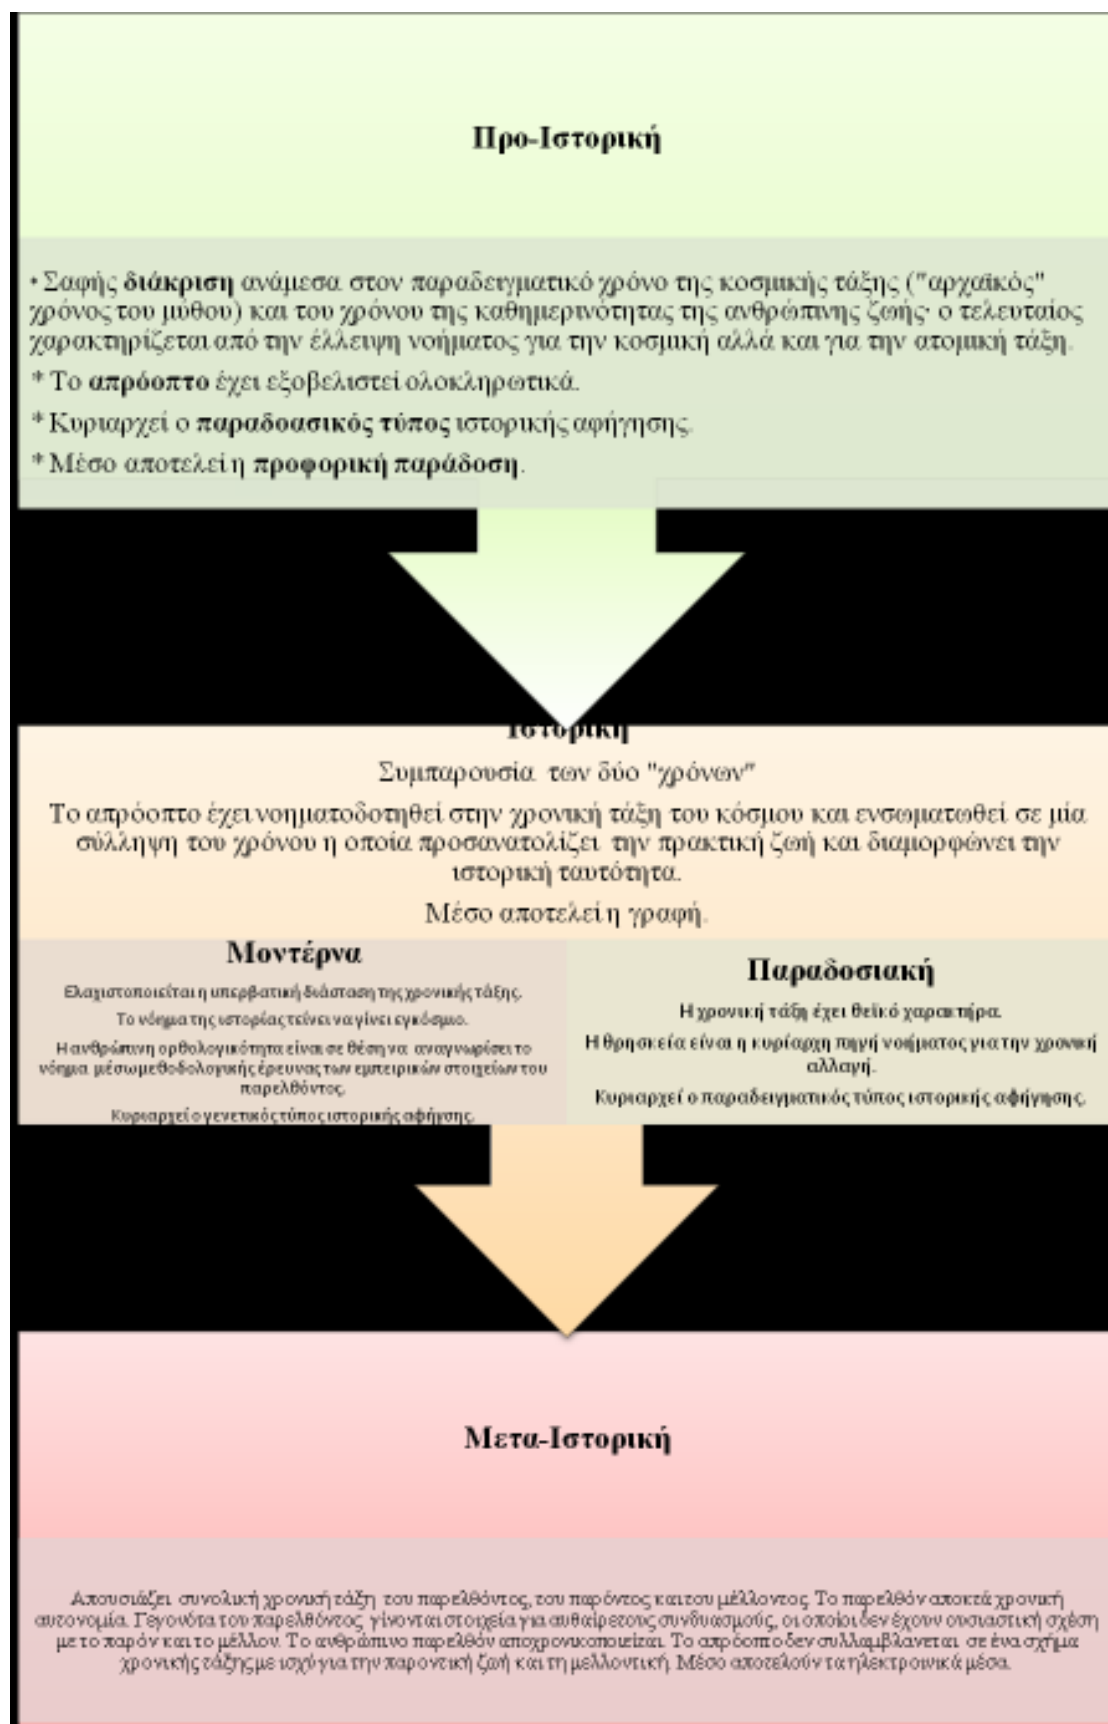 Προ-Ιστορική
• Σαφής διάκριση ανάμεσα στον παραδειγματικό χρόνο της κοσμικής τάξης ("αρχαϊκός"
χρόνος του μύθου) και του χρόνου της καθημερινότητας της ανθρώπινης ζωής· ο τελευταίος
χαρακτηρίζεται από την έλλειψη νοήματος για την κοσμική αλλά και για την ατομική τάξη.
* Το απρόοπτο έχει εξοβελιστεί ολοκληρωτικά.
* Κυριαρχεί ο παραδοασικός τύπος ιστορικής αφήγησης.
* Μέσο αποτελεί η προφορική παράδοση.
Ιστορική
Συμπαρουσία των δύο "χρόνων"
Το απρόοπτο έχει νοηματοδοτηθεί στην χρονική τάξη του κόσμου και ενσωματωθεί σε μία
σύλληψη του χρόνου η οποία προσανατολίζει την πρακτική ζωή και διαμορφώνει την
ιστορική ταυτότητα.
Μέσο αποτελεί η γραφή.
Μοντέρνα
Ελαχιστοποιείται η υπερβατική διάσταση της χρονικής τάξης.
Το νόημα της ιστορίας τείνει να γίνει εγκόσμιο.
Η ανθρώπινη ορθολογικότητα είναι σε θέση να αναγνωρίσει το
νόημα μέσω μεθοδολογικής έρευνας των εμπειρικών στοιχείων του
παρελθόντος.
Κυριαρχεί ο γενετικός τύπος ιστορικής αφήγησης.
Παραδοσιακή
Η χρονική τάξη έχει θεϊκό χαρακτήρα.
Η θρησκεία είναι η κυρίαρχη πηγή νοήματος για την χρονική
αλλαγή.
Κυριαρχεί ο παραδειγματικός τύπος ιστορικής αφήγησης.
Μετα-Ιστορική
Απουσιάζει συνολική χρονική τάξη του παρελθόντος, του παρόντος και του μέλλοντος. Το παρελθόν αποκτά χρονική
αυτονομία. Γεγονότα του παρελθόντος γίνονται στοιχεία για αυθαίρετους συνδυασμούς, οι οποίοι δεν έχουν ουσιαστική σχέση
με το παρόν και το μέλλον. Το ανθρώπινο παρελθόν αποχρονικοποιείται. Το απρόοπτο δεν συλλαμβλάνεται σε ένα σχήμα
χρονικής τάξης με ισχύ για την παροντική ζωή και τη μελλοντική. Μέσο αποτελούν τα ηλεκτροινικά μέσα.